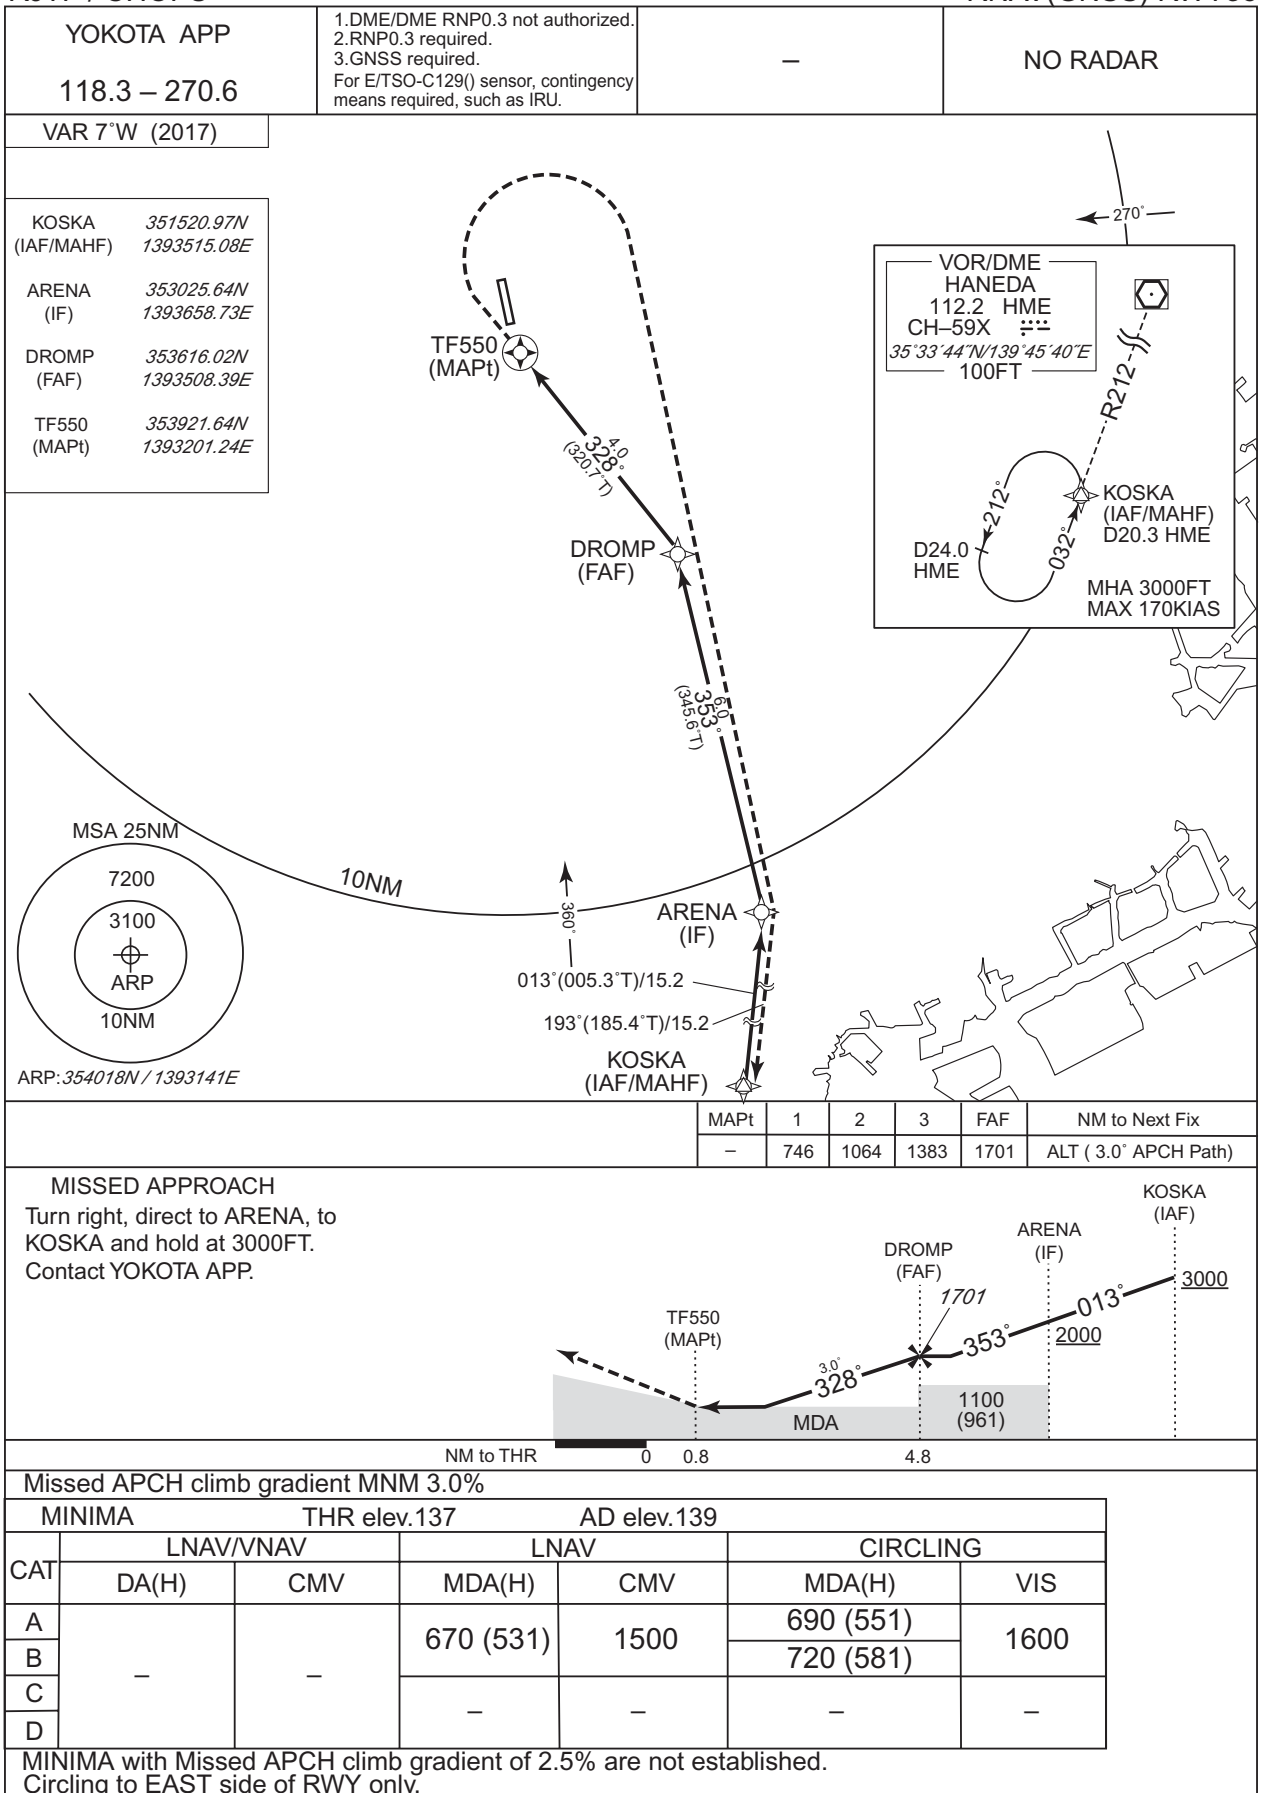 YOKOTA APP
118.3 – 270.6
1.DME/DME RNP0.3 not authorized.
2.RNP0.3 required.
3.GNSS required.
For E/TSO-C129() sensor, contingency
means required, such as IRU.
–
NO RADAR
VAR 7˚W (2017)
KOSKA 351520.97N
(IAF/MAHF) 1393515.08E
ARENA 353025.64N
(IF) 1393658.73E
DROMP 353616.02N
(FAF) 1393508.39E
TF550 353921.64N
(MAPt) 1393201.24E
270˚
VOR/DME
HANEDA
112.2 HME
CH–59X
35˚33´44˝N/139˚45´40˝E
100FT
R212
212˚
032˚
KOSKA
(IAF/MAHF)
D20.3 HME
D24.0
HME
MHA 3000FT
MAX 170KIAS
TF550
(MAPt)
4.0
328˚
(320.7˚T)
DROMP
(FAF)
6.0
353˚
(345.6˚T)
10NM
360˚
ARENA
(IF)
013˚(005.3˚T)/15.2
193˚(185.4˚T)/15.2
KOSKA
(IAF/MAHF)
MSA 25NM
7200
3100
ARP
10NM
ARP:354018N / 1393141E
MAPt 1 2 3 FAF NM to Next Fix
– 746 1064 1383 1701 ALT ( 3.0˚ APCH Path)
MISSED APPROACH
Turn right, direct to ARENA, to
KOSKA and hold at 3000FT.
Contact YOKOTA APP.
KOSKA
(IAF)
ARENA
(IF)
DROMP
(FAF)
1701
TF550
(MAPt)
3000
013˚
2000
353˚
3.0˚
328˚
1100
(961)
MDA
NM to THR 0 0.8 4.8
Missed APCH climb gradient MNM 3.0%
MINIMA THR elev.137 AD elev.139
CAT LNAV/VNAV LNAV CIRCLING
DA(H) CMV MDA(H) CMV MDA(H) VIS
A – – 670 (531) 1500 690 (551) 1600
B 720 (581)
C – – – –
D
MINIMA with Missed APCH climb gradient of 2.5% are not established.
Circling to EAST side of RWY only.